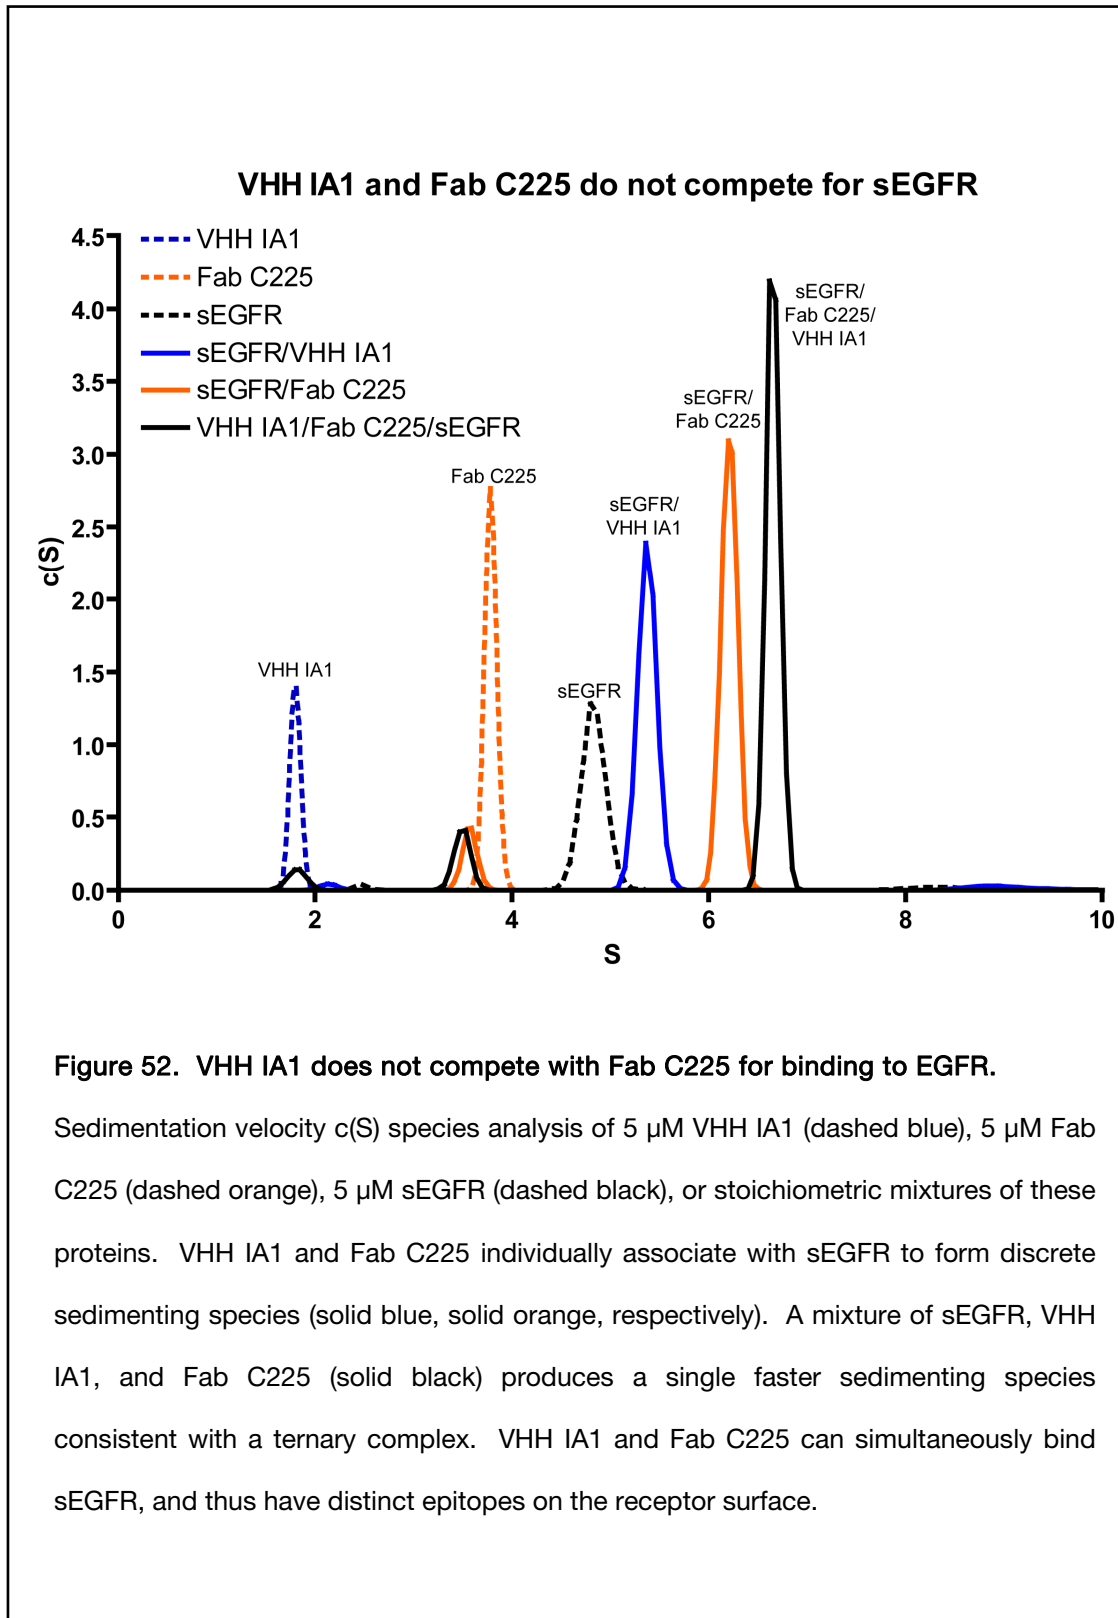 VHH IA1 and Fab C225 do not compete for sEGFR
4.5
4.0
3.5
3.0
2.5
2.0
1.5
1.0
0.5
0.0
c(S)
VHH IA1
Fab C225
sEGFR
sEGFR/VHH IA1
sEGFR/Fab C225
VHH IA1/Fab C225/sEGFR
VHH IA1
Fab C225
sEGFR
sEGFR/
VHH IA1
sEGFR/
Fab C225
sEGFR/
Fab C225/
VHH IA1
0
2
4
6
8
10
S
Figure 52. VHH IA1 does not compete with Fab C225 for binding to EGFR.
Sedimentation velocity c(S) species analysis of 5 µM VHH IA1 (dashed blue), 5 µM Fab
C225 (dashed orange), 5 µM sEGFR (dashed black), or stoichiometric mixtures of these
proteins. VHH IA1 and Fab C225 individually associate with sEGFR to form discrete
sedimenting species (solid blue, solid orange, respectively). A mixture of sEGFR, VHH
IA1, and Fab C225 (solid black) produces a single faster sedimenting species
consistent with a ternary complex. VHH IA1 and Fab C225 can simultaneously bind
sEGFR, and thus have distinct epitopes on the receptor surface.